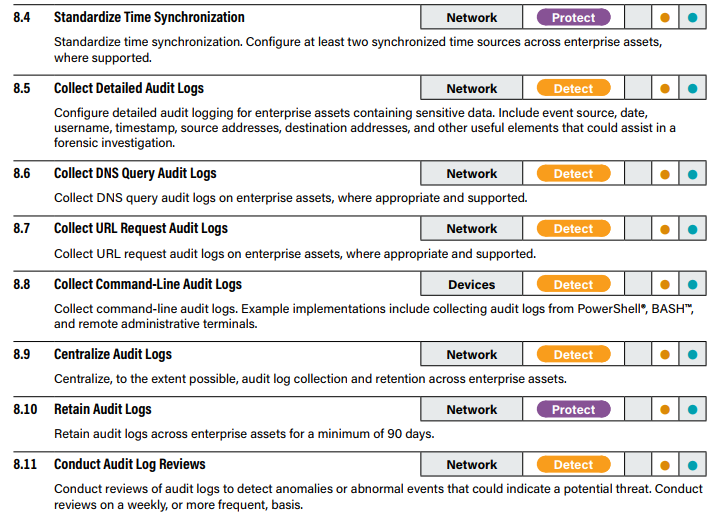 8.4 Standardize Time Synchronization Network Protect
Standardize time synchronization. Configure at least two synchronized time sources across enterprise assets,
where supported.
8.5 Collect Detailed Audit Logs Network Detect
Configure detailed audit logging for enterprise assets containing sensitive data. Include event source, date,
username, timestamp, source addresses, destination addresses, and other useful elements that could assist in a
forensic investigation.
8.6 Collect DNS Query Audit Logs Network Detect
Collect DNS query audit logs on enterprise assets, where appropriate and supported.
8.7 Collect URL Request Audit Logs Network Detect
Collect URL request audit logs on enterprise assets, where appropriate and supported.
8.8 Collect Command-Line Audit Logs Devices Detect
Collect command-line audit logs. Example implementations include collecting audit logs from PowerShell®, BASH™,
and remote administrative terminals.
8.9 Centralize Audit Logs Network Detect
Centralize, to the extent possible, audit log collection and retention across enterprise assets.
8.10 Retain Audit Logs Network Protect
Retain audit logs across enterprise assets for a minimum of 90 days.
8.11 Conduct Audit Log Reviews Network Detect
Conduct reviews of audit logs to detect anomalies or abnormal events that could indicate a potential threat. Conduct
reviews on a weekly, or more frequent, basis.